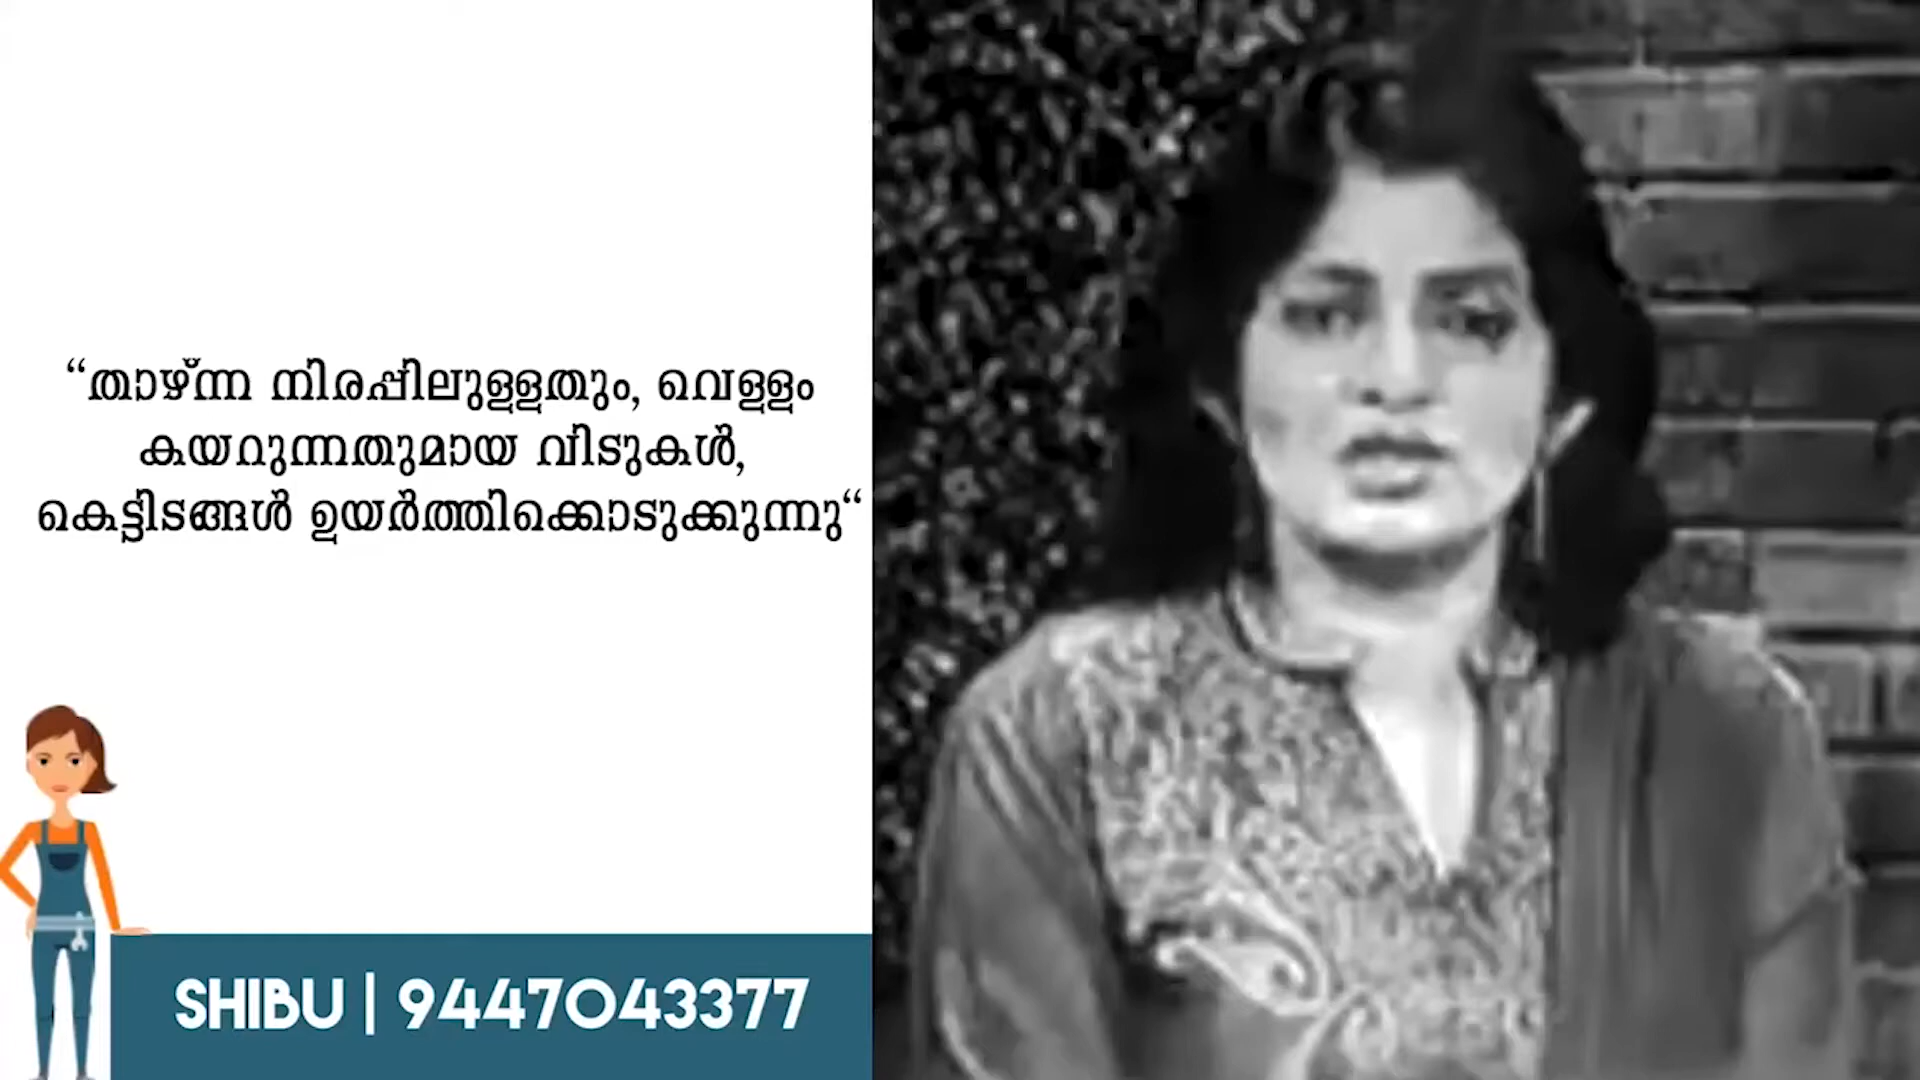 “താഴ്ന്ന നിരപ്പിലുള്ളതും, വെള്ളം
കയറുന്നതുമായ വീടുകൾ,
കെട്ടിടങ്ങൾ ഉയർത്തിക്കൊടുക്കുന്നു“
SHIBU | 9447043377